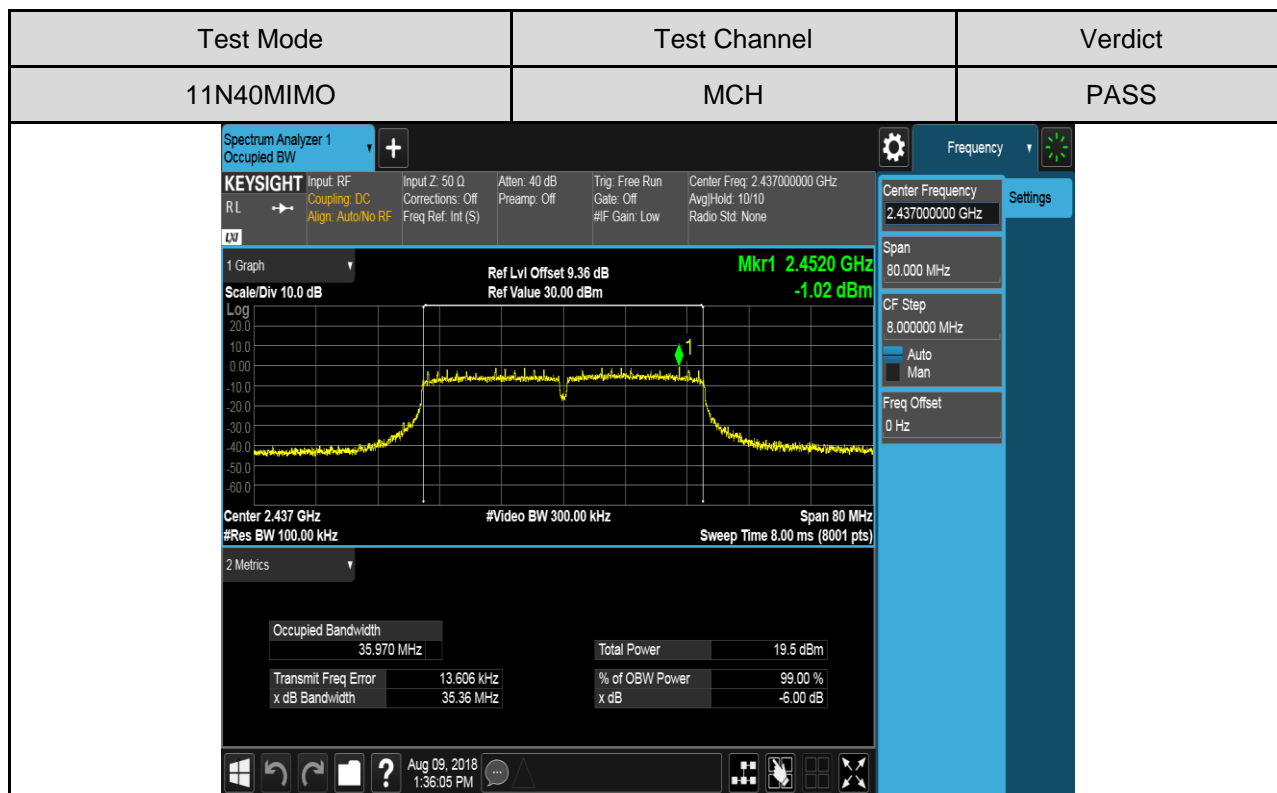 Test Mode Test Channel Verdict
11N40MIMO MCH PASS
Spectrum Analyzer 1
Occupied BW
+
Frequency
KEYSIGHT
RL
LXI
Input: RF
Coupling: DC
Align: Auto/No RF
Input Z: 50 Ω
Corrections: Off
Freq Ref: Int (S)
Atten: 40 dB
Preamp: Off
Trig: Free Run
Gate: Off
#IF Gain: Low
Center Freq: 2.437000000 GHz
Avg|Hold: 10/10
Radio Std: None
Center Frequency
2.437000000 GHz
Settings
Span
80.000 MHz
CF Step
8.000000 MHz
Auto
Man
Freq Offset
0 Hz
1 Graph
Scale/Div 10.0 dB
Ref Lvl Offset 9.36 dB
Ref Value 30.00 dBm
Mkr1 2.4520 GHz
-1.02 dBm
Log
20.0
10.0
0.00
-10.0
-20.0
-30.0
-40.0
-50.0
-60.0
1
Center 2.437 GHz
#Res BW 100.00 kHz
#Video BW 300.00 kHz
Span 80 MHz
Sweep Time 8.00 ms (8001 pts)
2 Metrics
Occupied Bandwidth
35.970 MHz
Total Power 19.5 dBm
Transmit Freq Error 13.606 kHz
% of OBW Power 99.00 %
x dB Bandwidth 35.36 MHz
x dB -6.00 dB
?
Aug 09, 2018
1:36:05 PM